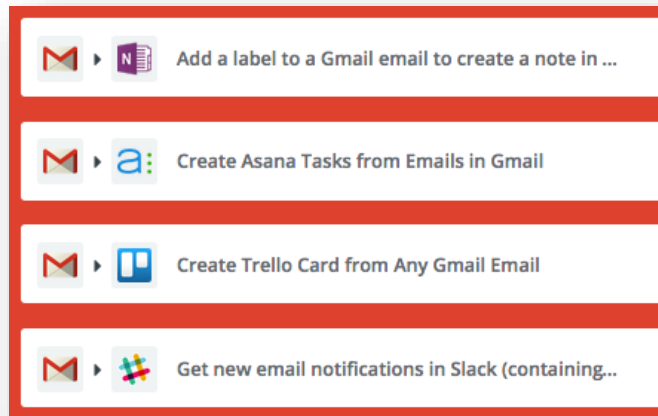 Add a label to a Gmail email to create a note in ...
Create Asana Tasks from Emails in Gmail
Create Trello Card from Any Gmail Email
Get new email notifications in Slack (containing...